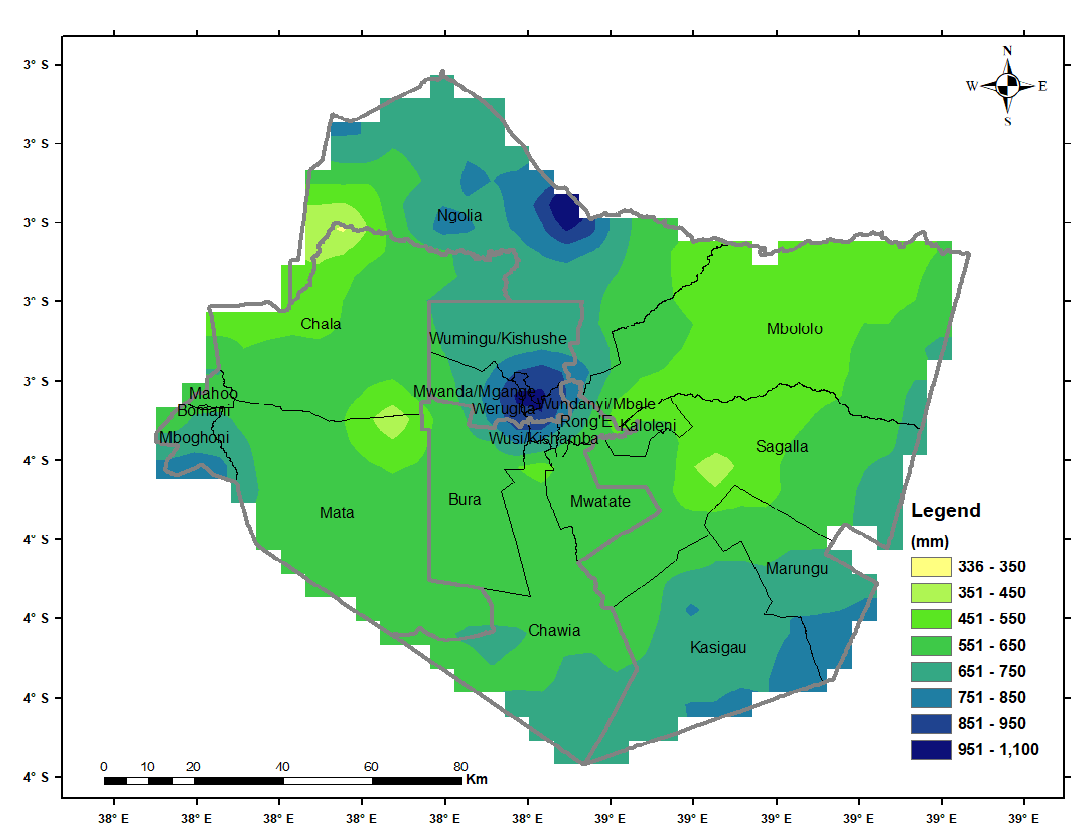 N
W E
S
3° S
3° S
3° S
3° S
3° S
4° S
4° S
4° S
4° S
4° S
Ngolia
Chala
Mbololo
Wumingu/Kishushe
Mwanda/Mgange
Mahoo
Werugha
Wundanyi/Mbale
Bomani
Rong'E
Kaloleni
Mboghoni
Wusi/Kishamba
Sagalla
Bura
Mwatate
Mata
Marungu
Chawia
Kasigau
Legend
(mm)
336 - 350
351 - 450
451 - 550
551 - 650
651 - 750
751 - 850
851 - 950
951 - 1,100
0 10 20 40 60 80
Km
38° E 38° E 38° E 38° E 38° E 38° E 39° E 39° E 39° E 39° E 39° E 39° E